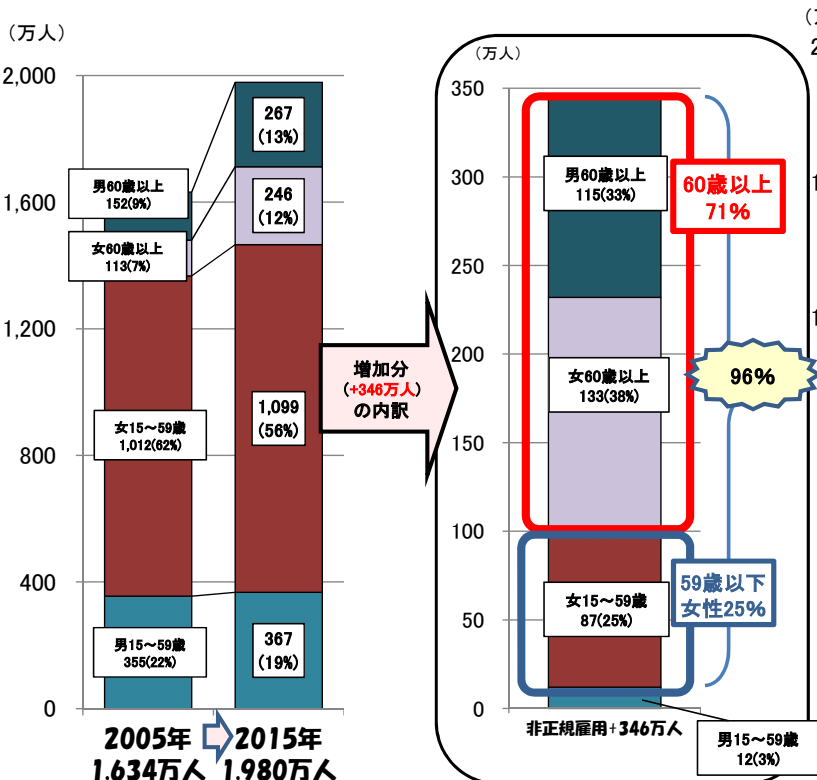 （万人）
2,000
1,600
1,200
800
400
0
男60歳以上
152(9%)
女60歳以上
113(7%)
女15～59歳
1,012(62%)
男15～59歳
355(22%)
267
(13%)
246
(12%)
1,099
(56%)
367
(19%)
2005年
1,634万人
2015年
1,980万人
増加分
(+346万人)
の内訳
（万人）
350
300
250
200
150
100
50
0
男60歳以上
115(33%)
女60歳以上
133(38%)
女15～59歳
87(25%)
男15～59歳
12(3%)
非正規雇用+346万人
60歳以上
71%
96%
59歳以下
女性25%